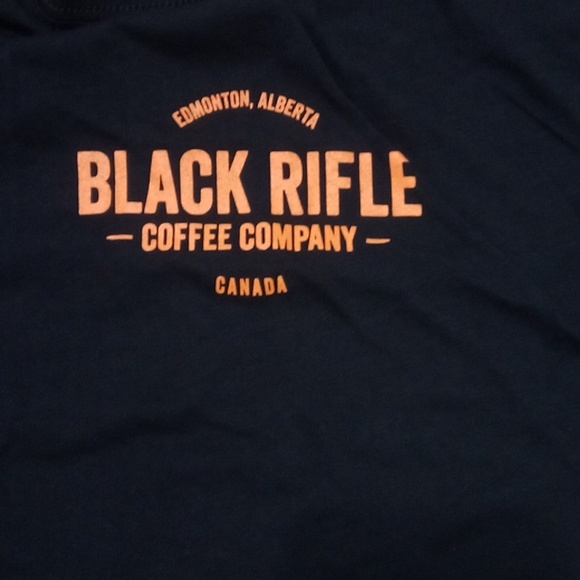 EDMONTON, ALBERTA
BLACK RIFLE
— COFFEE COMPANY —
CANADA